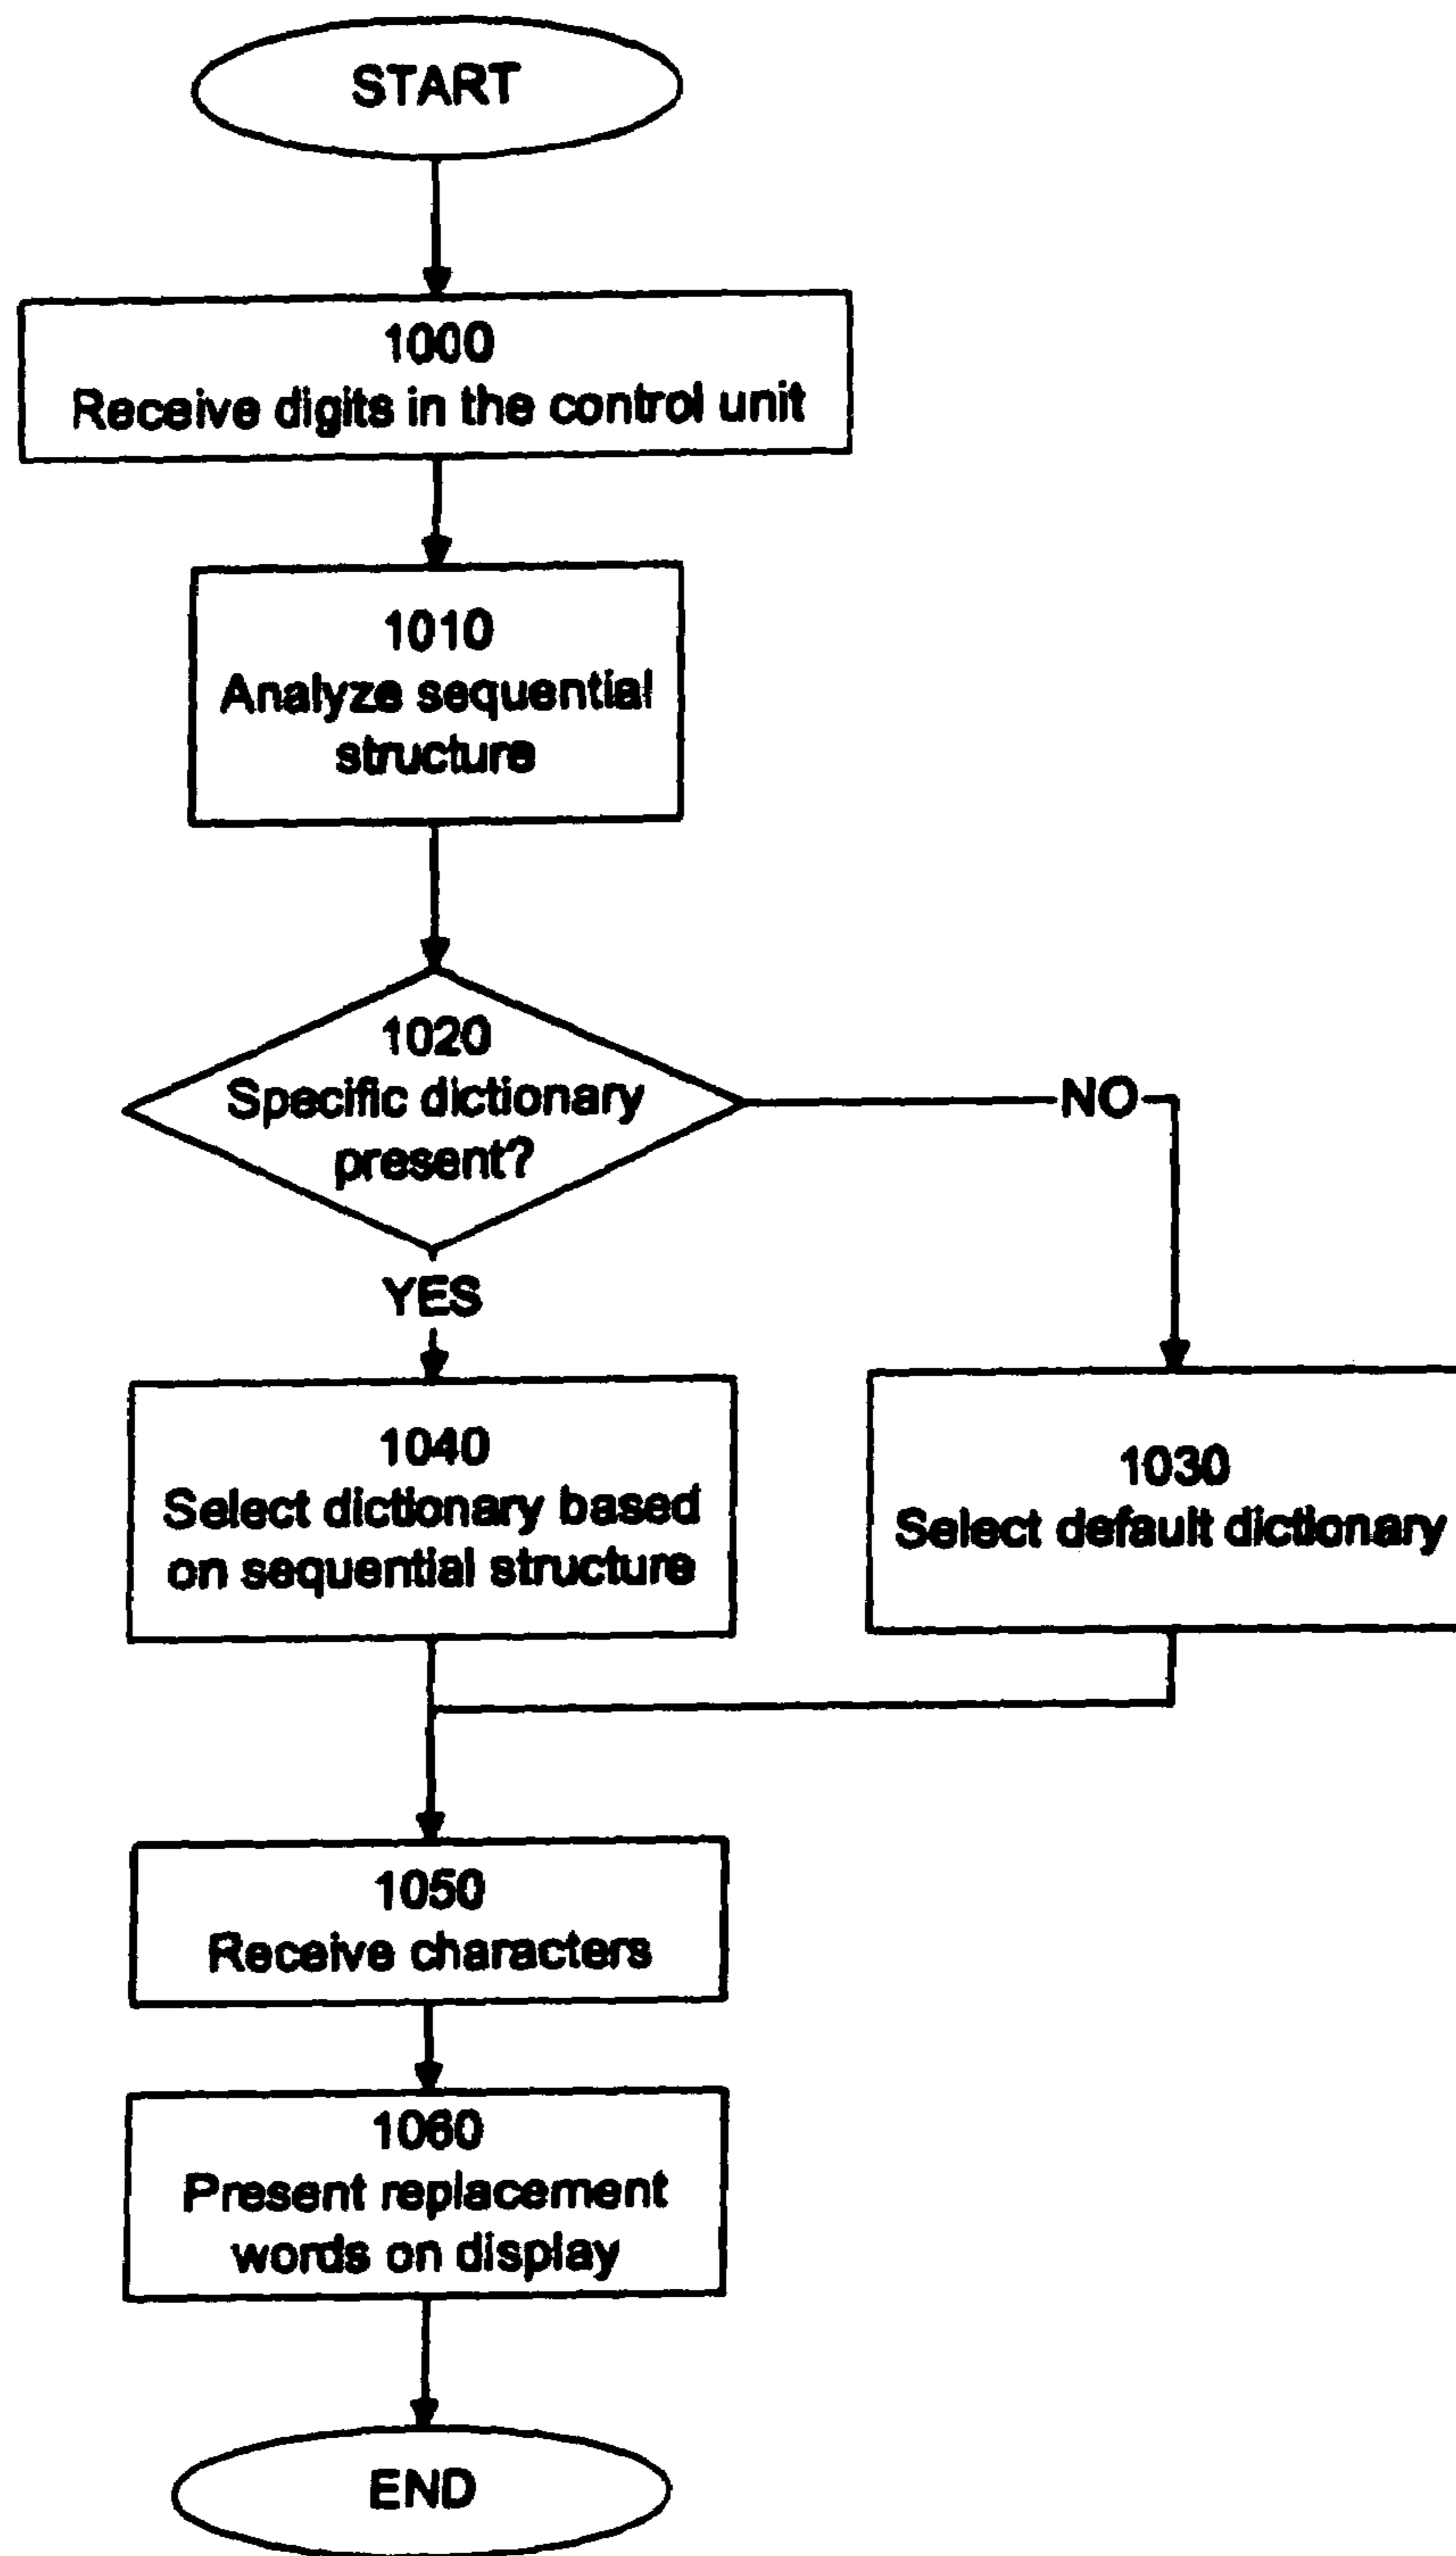 START
1000
Receive digits in the control unit
1010
Analyze sequential
structure
1020
Specific dictionary
present?
NO
YES
1040
Select dictionary based
on sequential structure
1030
Select default dictionary
1050
Receive characters
1060
Present replacement
words on display
END